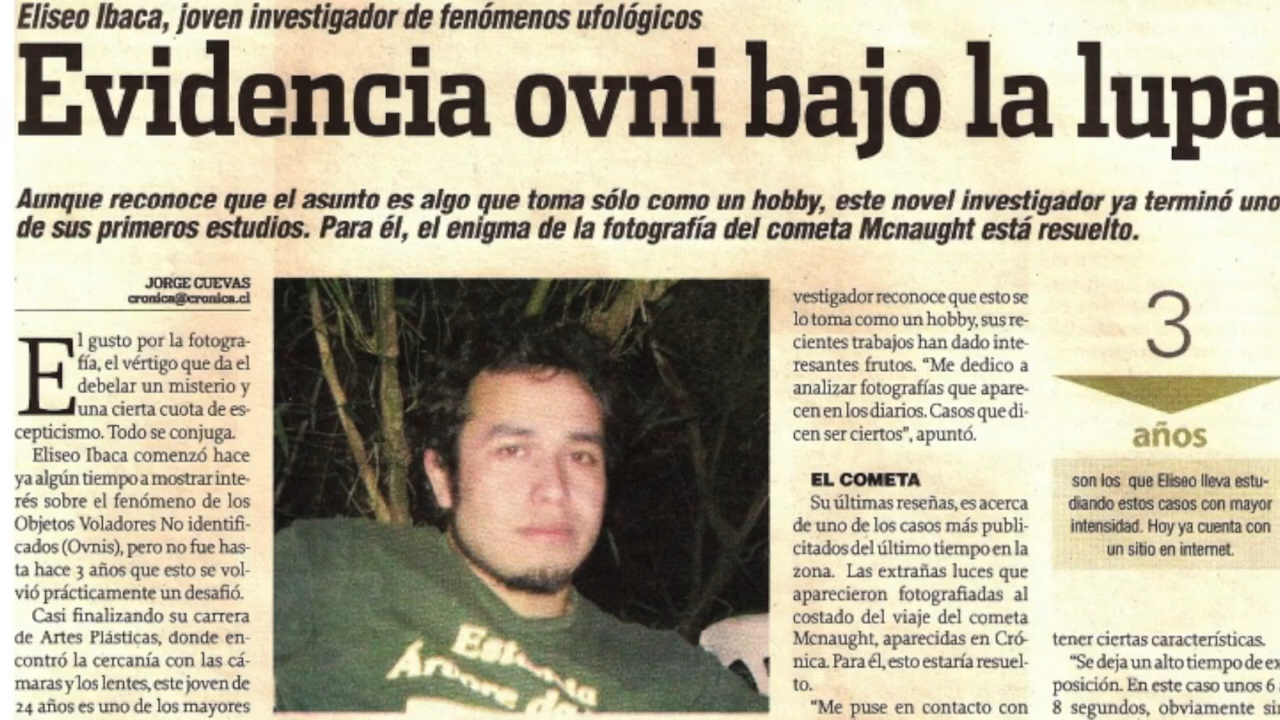 Eliseo Ibaca, joven investigador de fenómenos ufológicos
Evidencia ovni bajo la lupa
Aunque reconoce que el asunto es algo que toma sólo como un hobby, este novel investigador ya terminó uno
de sus primeros estudios. Para él, el enigma de la fotografía del cometa Mcnaught está resuelto.
JORGE CUEVAS
cronica@cronica.cl
El gusto por la fotogra-
fía, el vértigo que da el
debelar un misterio y
una cierta cuota de es-
cepticismo. Todo se conjuga.
Eliseo Ibaca comenzó hace
ya algún tiempo a mostrar inte-
rés sobre el fenómeno de los
Objetos Voladores No identifi-
cados (Ovnis), pero no fue has-
ta hace 3 años que esto se vol-
vió prácticamente un desafío.
Casi finalizando su carrera
de Artes Plásticas, donde en-
contró la cercanía con las cá-
maras y los lentes, este joven de
24 años es uno de los mayores
vestigador reconoce que esto se
lo toma como un hobby, sus re-
cientes trabajos han dado inte-
resantes frutos. “Me dedico a
analizar fotografías que apare-
cen en los diarios. Casos que di-
cen ser ciertos”, apuntó.
EL COMETA
Su últimas reseñas, es acerca
de uno de los casos más publi-
citados del último tiempo en la
zona. Las extrañas luces que
aparecieron fotografiadas al
costado del viaje del cometa
Mcnaught, aparecidas en Cró-
nica. Para él, esto estaría resuel-
to.
“Me puse en contacto con
3
años
son los que Eliseo lleva estu-
diando estos casos con mayor
intensidad. Hoy ya cuenta con
un sitio en internet.
tener ciertas características.
“Se deja un alto tiempo de ex
posición. En este caso unos 6
8 segundos, obviamente sin